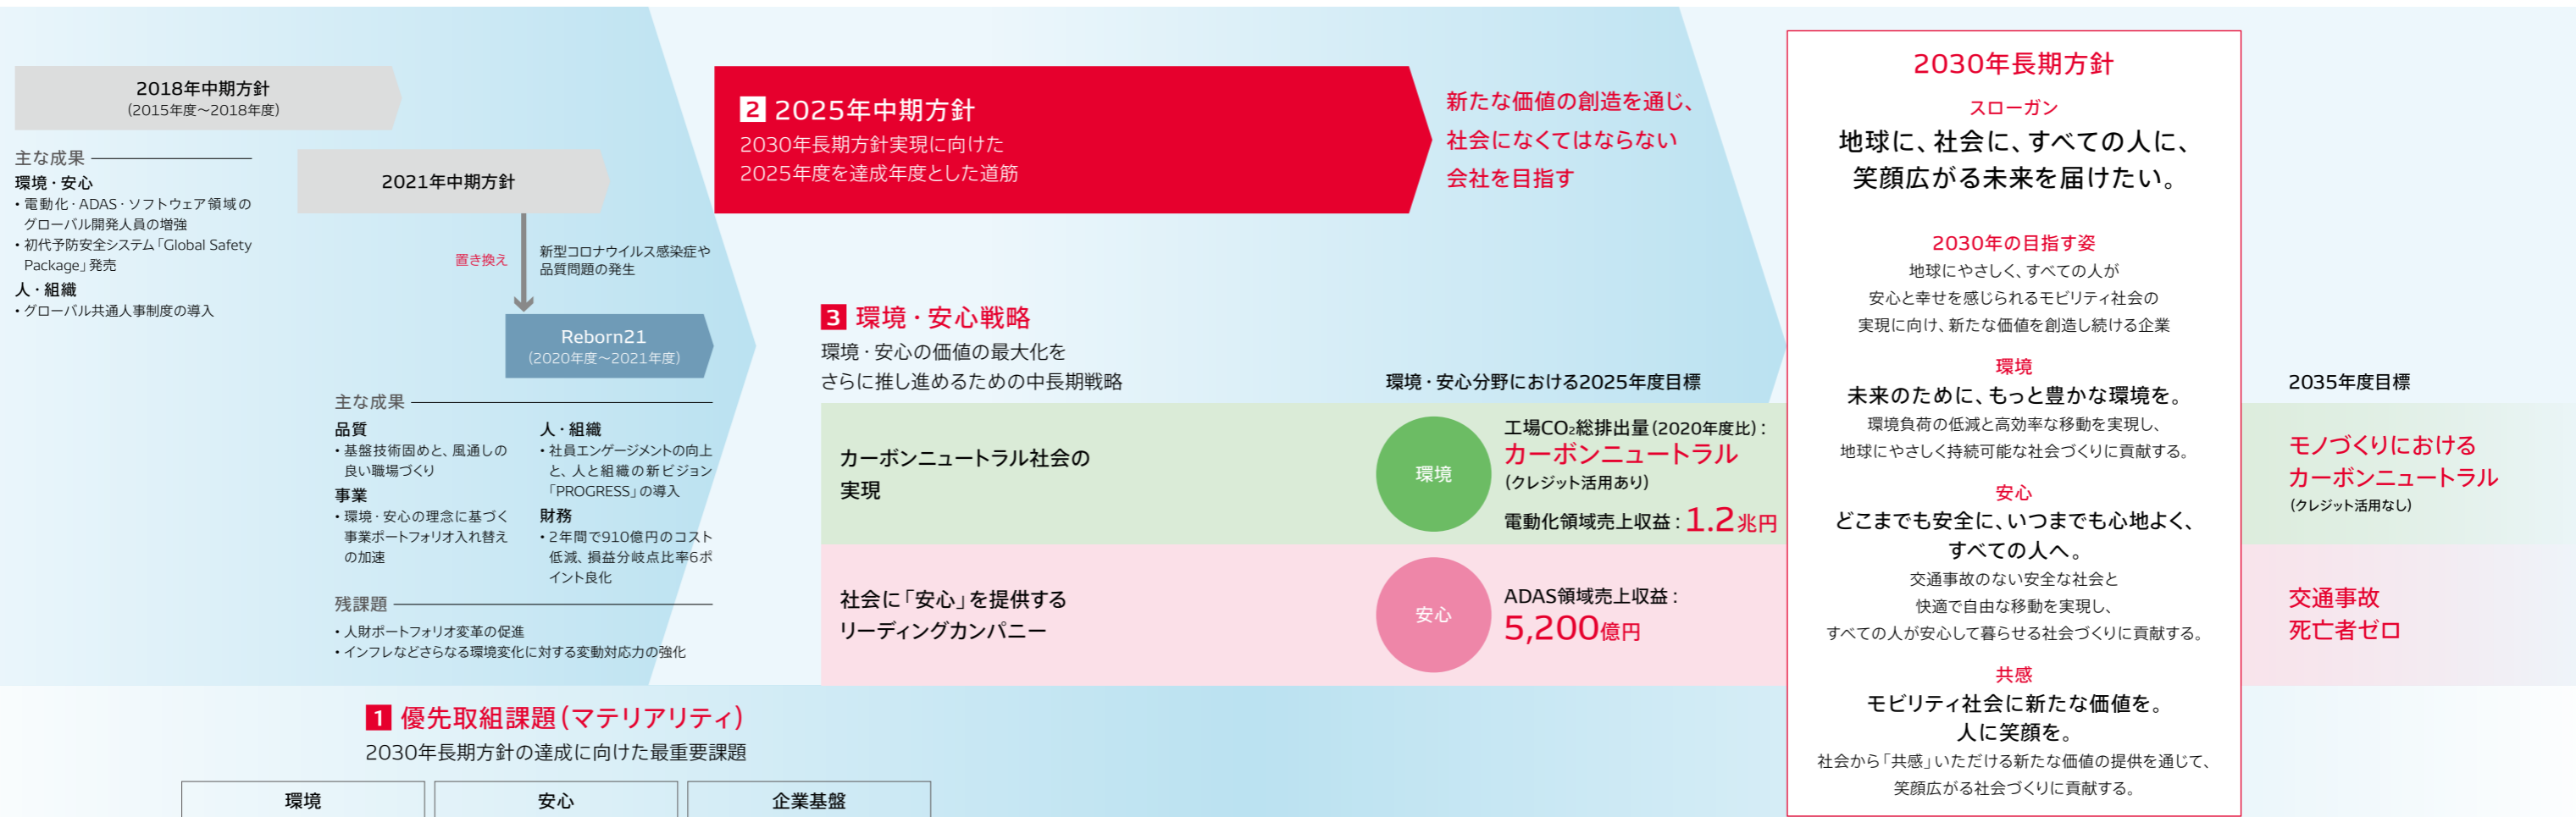 2018年中期方針
(2015年度～2018年度)
主な成果
環境・安心
・電動化・ADAS・ソフトウェア領域の
グローバル開発人員の増強
・初代予防安全システム「Global Safety
Package」発売
人・組織
・グローバル共通人事制度の導入
2021年中期方針
置き換え
新型コロナウイルス感染症や
品質問題の発生
Reborn21
(2020年度～2021年度)
主な成果
品質
・基盤技術固めと、風通しの
良い職場づくり
事業
・環境・安心の理念に基づく
事業ポートフォリオ入れ替え
の加速
人・組織
・社員エンゲージメントの向上
と、人と組織の新ビジョン
「PROGRESS」の導入
財務
・2年間で910億円のコスト
低減、損益分岐点比率6ポ
イント良化
残課題
・人財ポートフォリオ変革の促進
・インフレなどさらなる環境変化に対する変動対応力の強化
2 2025年中期方針
2030年長期方針実現に向けた
2025年度を達成年度とした道筋
新たな価値の創造を通じ、
社会になくてはならない
会社を目指す
3 環境・安心戦略
環境・安心の価値の最大化を
さらに推し進めるための中長期戦略
環境・安心分野における2025年度目標
カーボンニュートラル社会の
実現
環境
工場CO₂総排出量(2020年度比)：
カーボンニュートラル
(クレジット活用あり)
電動化領域売上収益：1.2兆円
社会に「安心」を提供する
リーディングカンパニー
安心
ADAS領域売上収益：
5,200億円
2030年長期方針
スローガン
地球に、社会に、すべての人に、
笑顔広がる未来を届けたい。
2030年の目指す姿
地球にやさしく、すべての人が
安心と幸せを感じられるモビリティ社会の
実現に向け、新たな価値を創造し続ける企業
環境
未来のために、もっと豊かな環境を。
環境負荷の低減と高効率な移動を実現し、
地球にやさしく持続可能な社会づくりに貢献する。
安心
どこまでも安全に、いつまでも心地よく、
すべての人へ。
交通事故のない安全な社会と
快適で自由な移動を実現し、
すべての人が安心して暮らせる社会づくりに貢献する。
共感
モビリティ社会に新たな価値を。
人に笑顔を。
社会から「共感」いただける新たな価値の提供を通じて、
笑顔広がる社会づくりに貢献する。
2035年度目標
モノづくりにおける
カーボンニュートラル
(クレジット活用なし)
交通事故
死亡者ゼロ
1 優先取組課題(マテリアリティ)
2030年長期方針の達成に向けた最重要課題
環境
安心
企業基盤